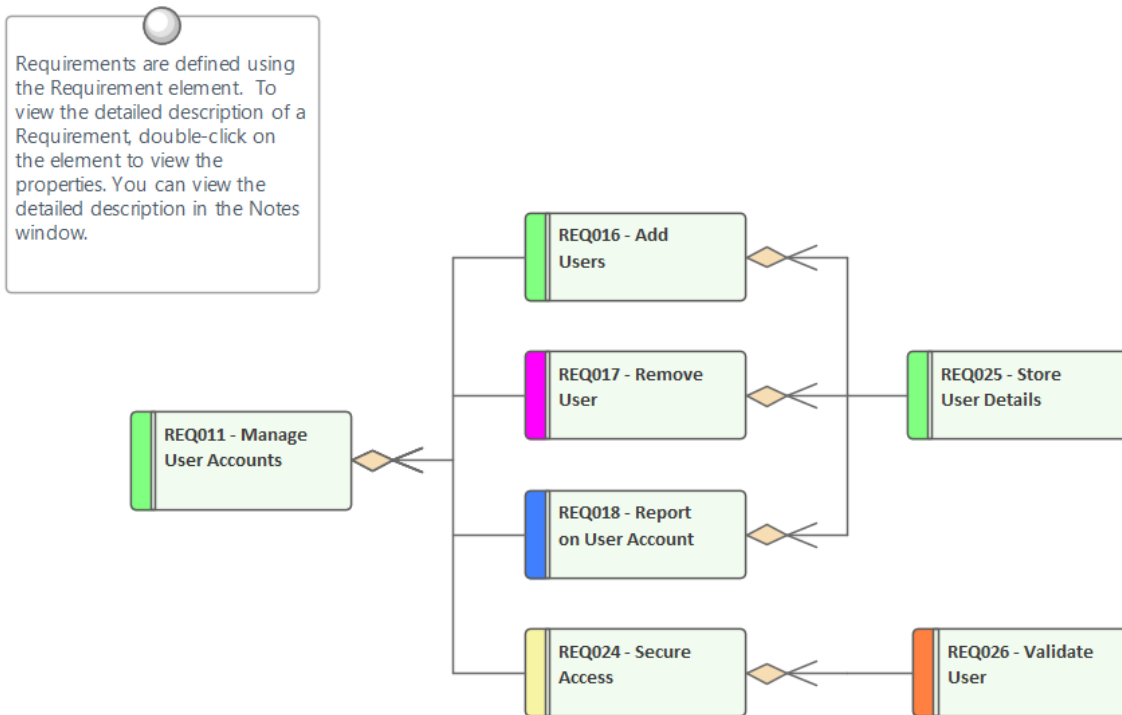 Requirements are defined using
the Requirement element.  To
view the detailed description of a
Requirement, double-click on
the element to view the
properties. You can view the
detailed description in the Notes
window.
REQ016 - Add
Users
REQ017 - Remove
User
REQ025 - Store
User Details
REQ011 - Manage
User Accounts
REQ018 - Report
on User Account
REQ024 - Secure
Access
REQ026 - Validate
User